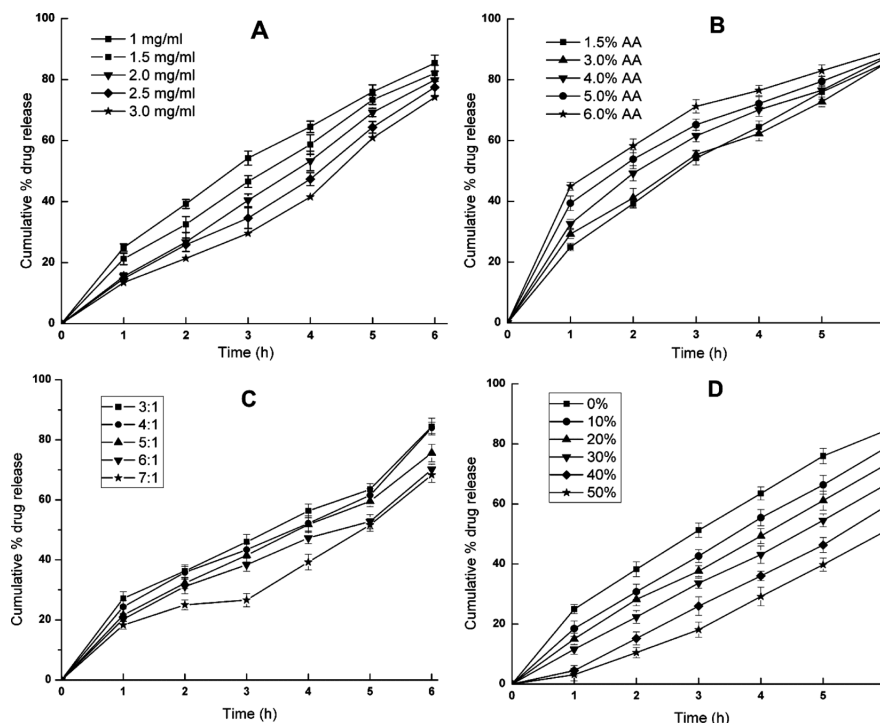 A
1 mg/ml
1.5 mg/ml
2.0 mg/ml
2.5 mg/ml
3.0 mg/ml
Cumulative % drug release
100
80
60
40
20
0
0 1 2 3 4 5 6
Time (h)
B
1.5% AA
3.0% AA
4.0% AA
5.0% AA
6.0% AA
Cumulative % drug release
100
80
60
40
20
0
0 1 2 3 4 5
Time (h)
C
3:1
4:1
5:1
6:1
7:1
Cumulative % drug release
100
80
60
40
20
0
0 1 2 3 4 5 6
Time (h)
D
0%
10%
20%
30%
40%
50%
Cumulative % drug release
100
80
60
40
20
0
0 1 2 3 4 5
Time (h)